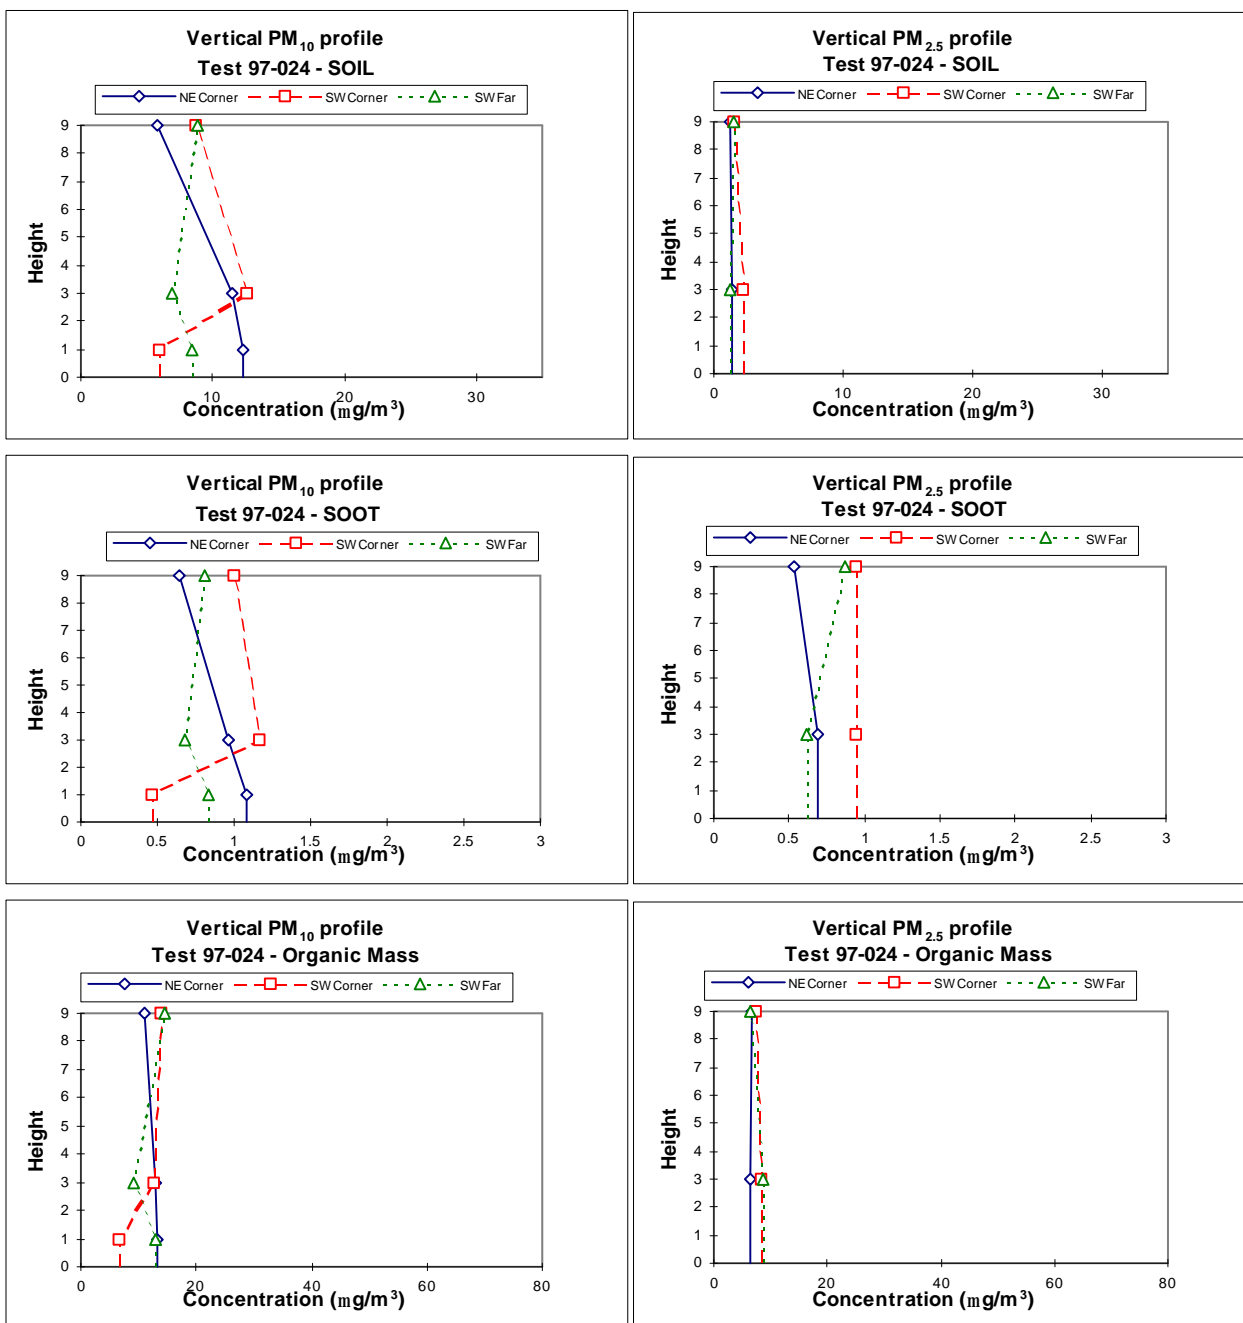 Vertical PM10 profile
Test 97-024 - SOIL
NE Corner SW Corner SW Far
9
8
7
6
5
4
3
2
1
0
Height
0 10 20 30
Concentration (mg/m3)
Vertical PM2.5 profile
Test 97-024 - SOIL
NE Corner SW Corner SW Far
9
8
7
6
5
4
3
2
1
0
Height
0 10 20 30
Concentration (mg/m3)
Vertical PM10 profile
Test 97-024 - SOOT
NE Corner SW Corner SW Far
9
8
7
6
5
4
3
2
1
0
Height
0 0.5 1 1.5 2 2.5 3
Concentration (mg/m3)
Vertical PM2.5 profile
Test 97-024 - SOOT
NE Corner SW Corner SW Far
9
8
7
6
5
4
3
2
1
0
Height
0 0.5 1 1.5 2 2.5 3
Concentration (mg/m3)
Vertical PM10 profile
Test 97-024 - Organic Mass
NE Corner SW Corner SW Far
9
8
7
6
5
4
3
2
1
0
Height
0 20 40 60 80
Concentration (mg/m3)
Vertical PM2.5 profile
Test 97-024 - Organic Mass
NE Corner SW Corner SW Far
9
8
7
6
5
4
3
2
1
0
Height
0 20 40 60 80
Concentration (mg/m3)